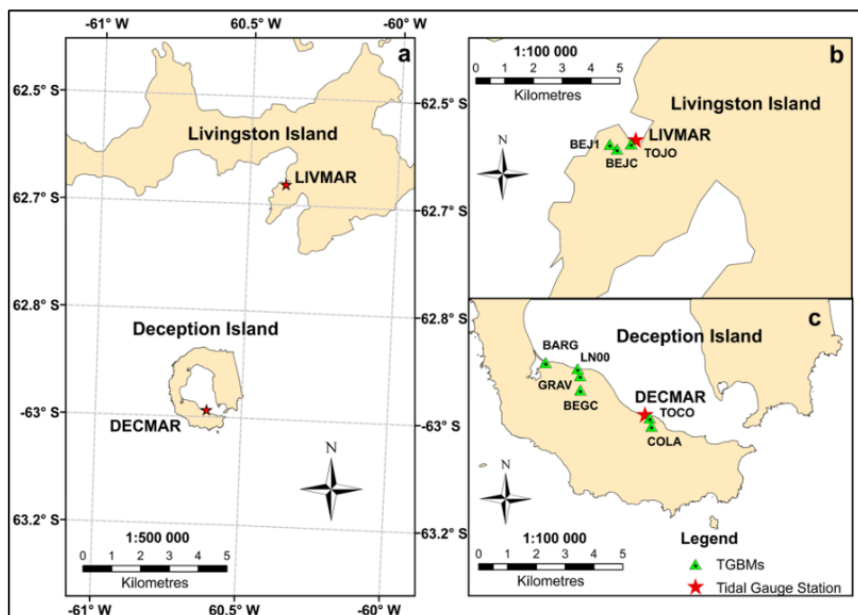 -61° W
60.5° W
-60° W
a
62.5° S
62.7° S
62.8° S
-63° S
63.2° S
62.5° S
62.7° S
62.8° S
-63° S
63.2° S
Livingston Island
LIVMAR
Deception Island
DECMAR
N
1:500 000
0 1 2 3 4 5
Kilometres
-61° W
60.5° W
-60° W
1:100 000
b
0 1 2 3 4 5
Kilometres
Livingston Island
LIVMAR
BEJ1
TOJO
BEJC
N
c
Deception Island
BARG
LN00
GRAV
DECMAR
BEGC
TOCO
COLA
N
1:100 000
0 1 2 3 4 5
Kilometres
Legend
TGBMs
Tidal Gauge Station